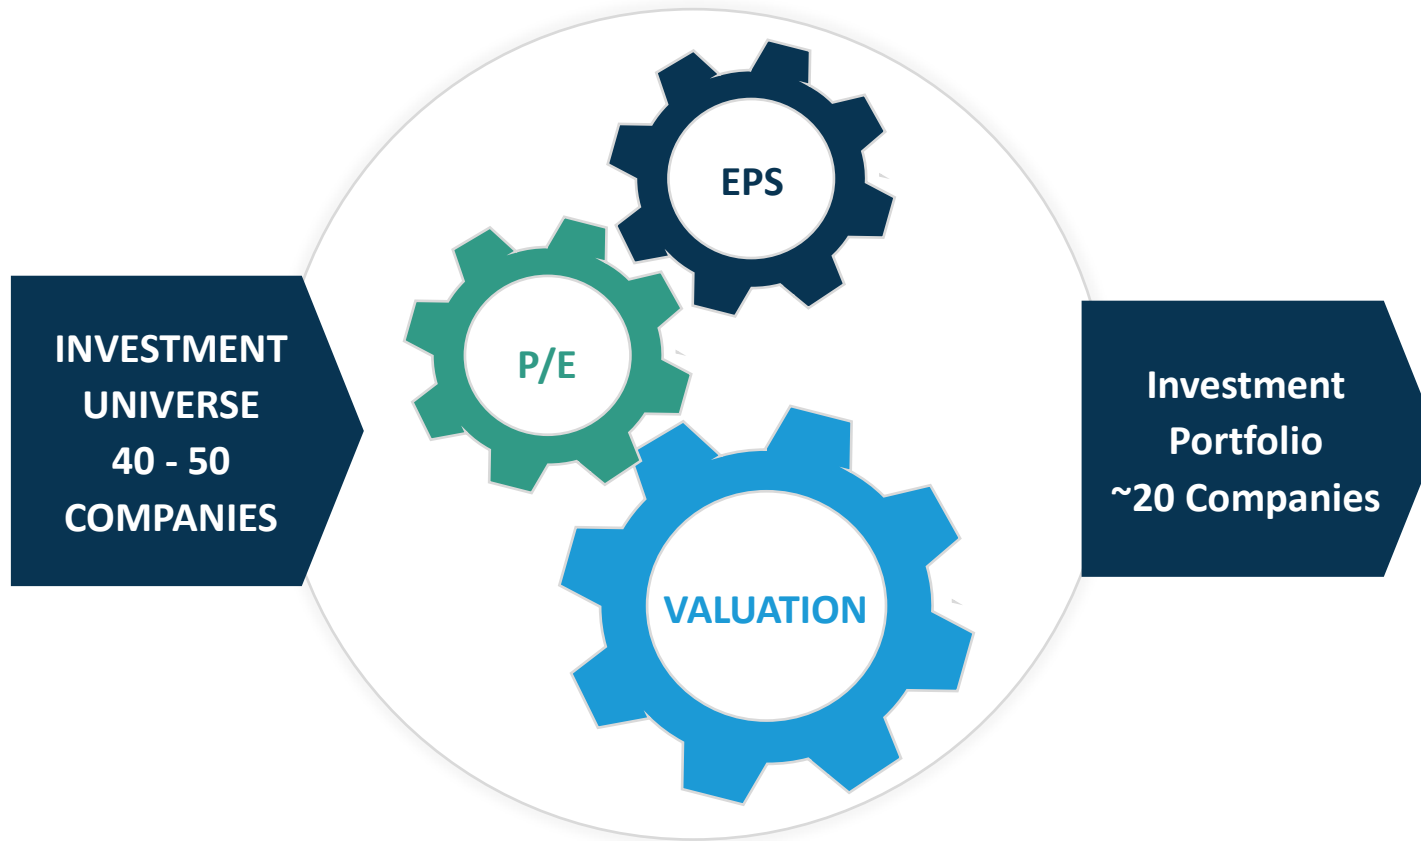 INVESTMENT
UNIVERSE
40 - 50
COMPANIES
EPS
P/E
VALUATION
Investment
Portfolio
~20 Companies